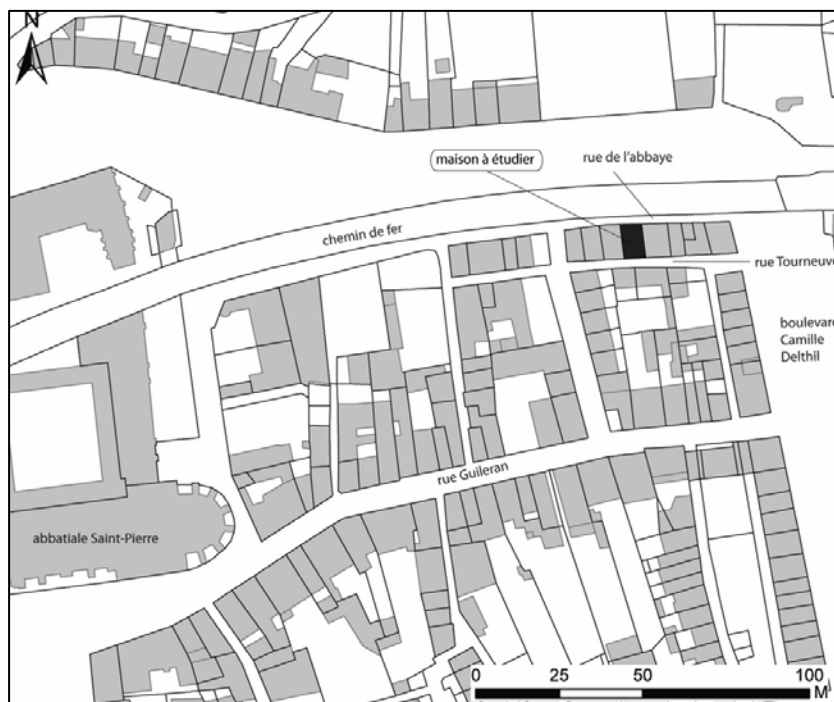 N
maison à étudier
rue de l'abbaye
chemin de fer
rue Tourneuve
boulevard
Camille
Delthil
rue Guileran
abbatiale Saint-Pierre
0 25 50 100
M